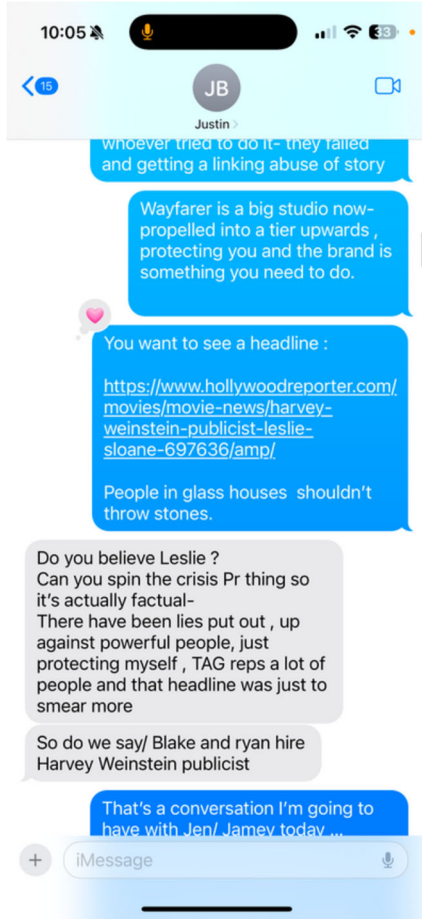 10:05
33
15
JB
Justin
whoever tried to do it- they failed
and getting a linking abuse of story
Wayfarer is a big studio now-
propelled into a tier upwards ,
protecting you and the brand is
something you need to do.
You want to see a headline :
https://www.hollywoodreporter.com/
movies/movie-news/harvey-
weinstein-publicist-leslie-
sloane-697636/amp/
People in glass houses shouldn't
throw stones.
Do you believe Leslie ?
Can you spin the crisis Pr thing so
it's actually factual-
There have been lies put out , up
against powerful people, just
protecting myself , TAG reps a lot of
people and that headline was just to
smear more
So do we say/ Blake and ryan hire
Harvey Weinstein publicist
That's a conversation I'm going to
have with Jen/ Jamey today ...
iMessage